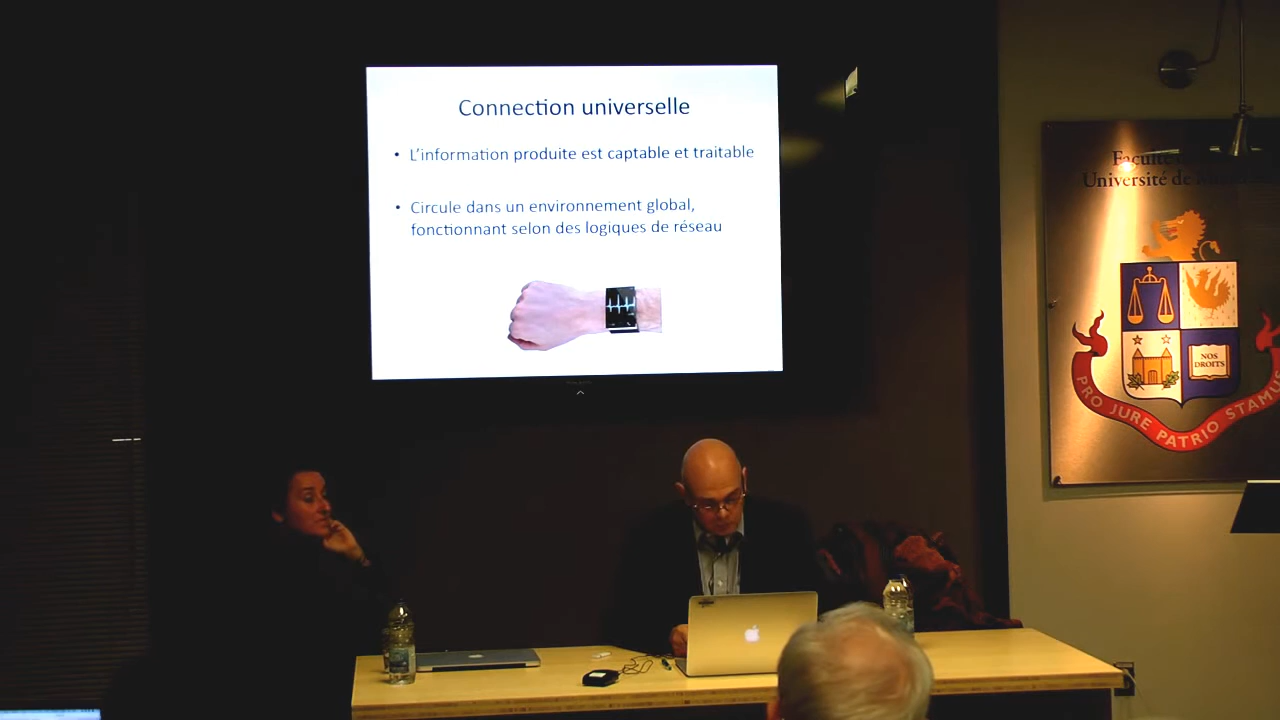 Connection universelle
• L'information produite est captable et traitable
• Circule dans un environnement global,
fonctionnant selon des logiques de réseau
Université de
NOS
DROITS
PRO JURE PATRIO STAMUS